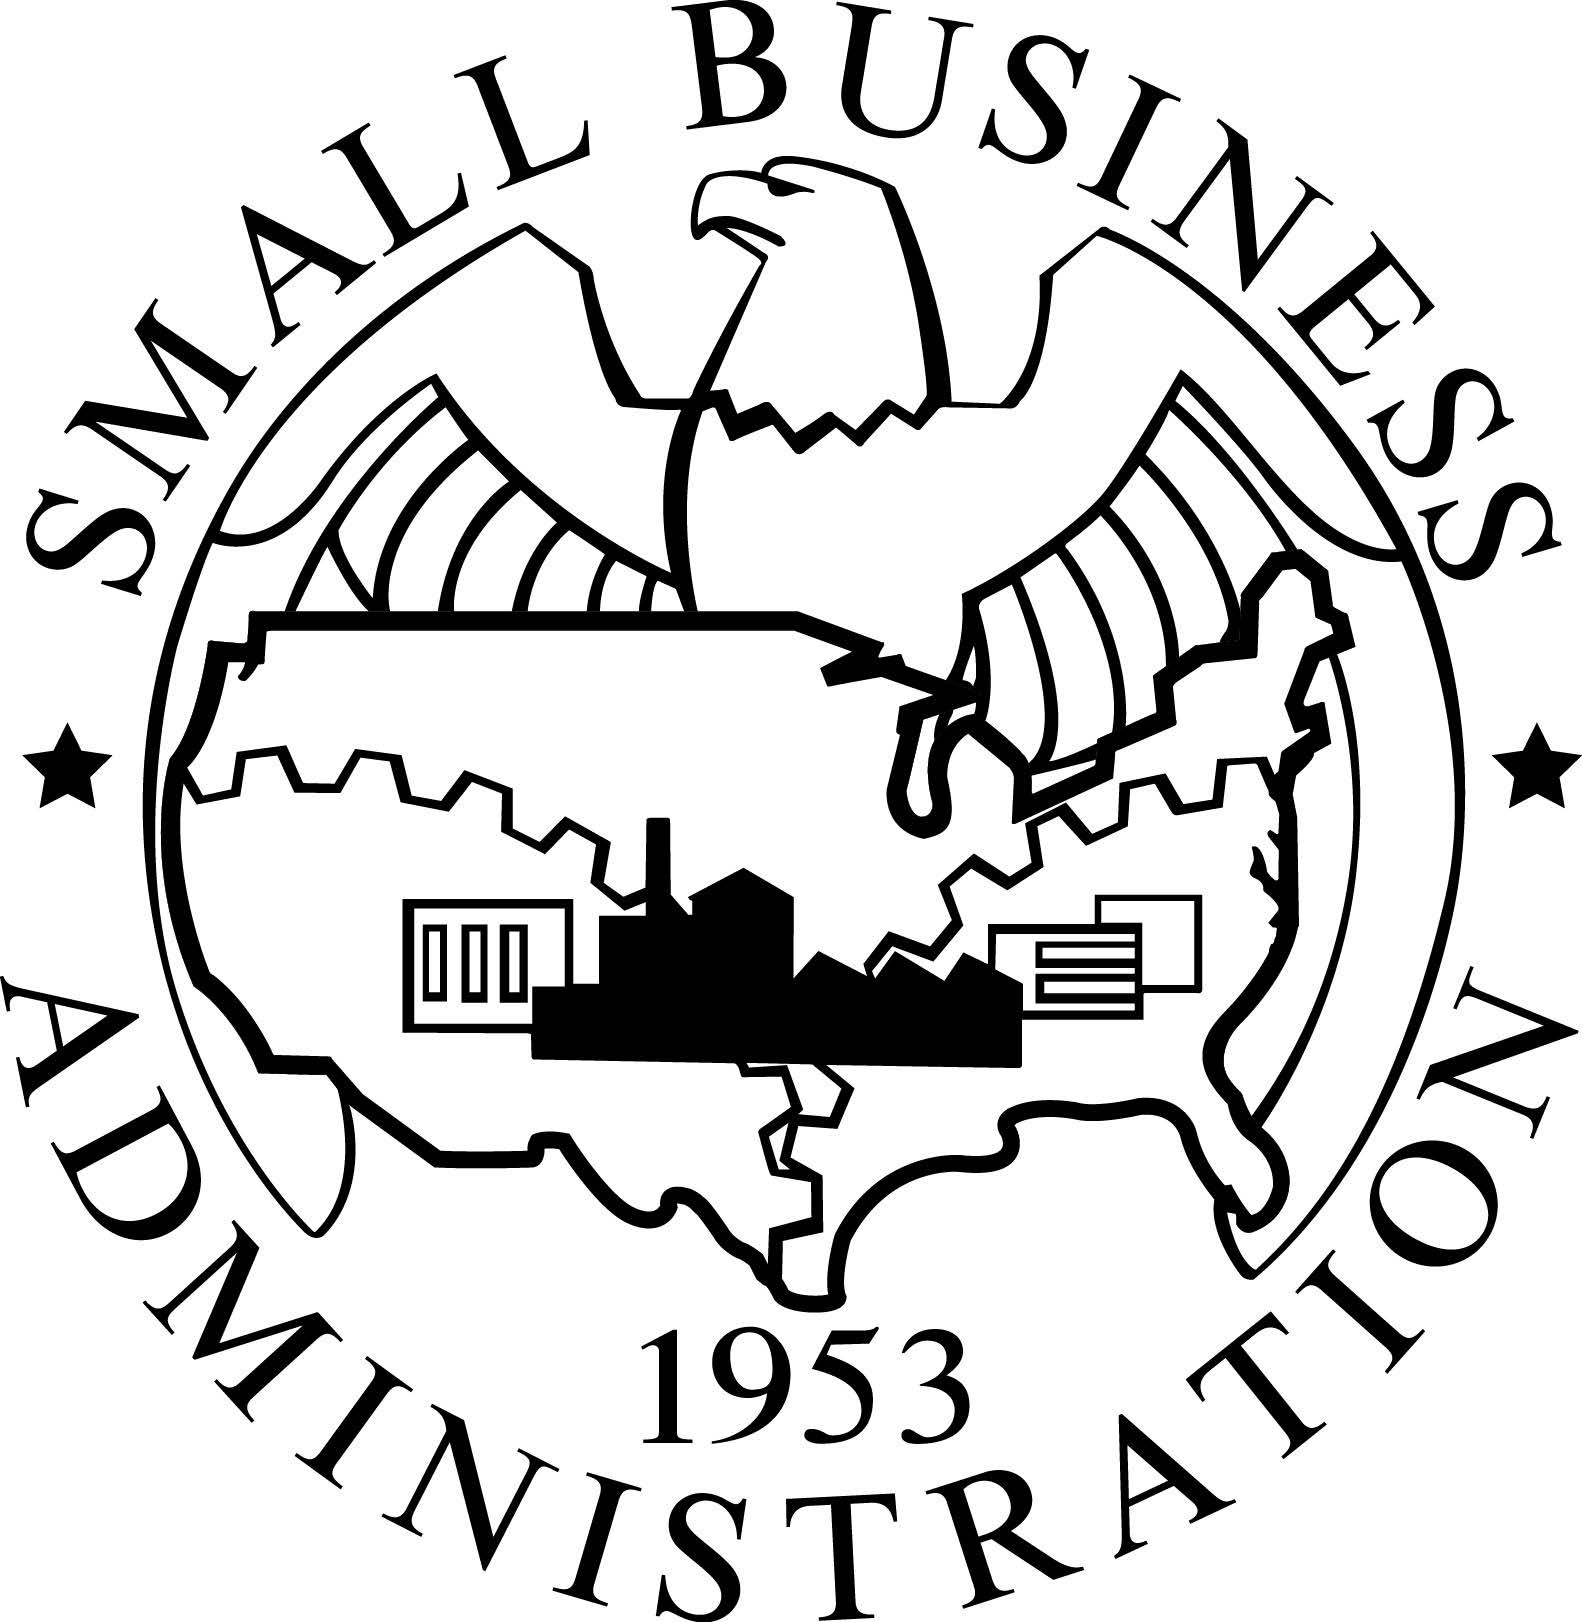 SMALL BUSINESS
ADMINISTRATION
1953